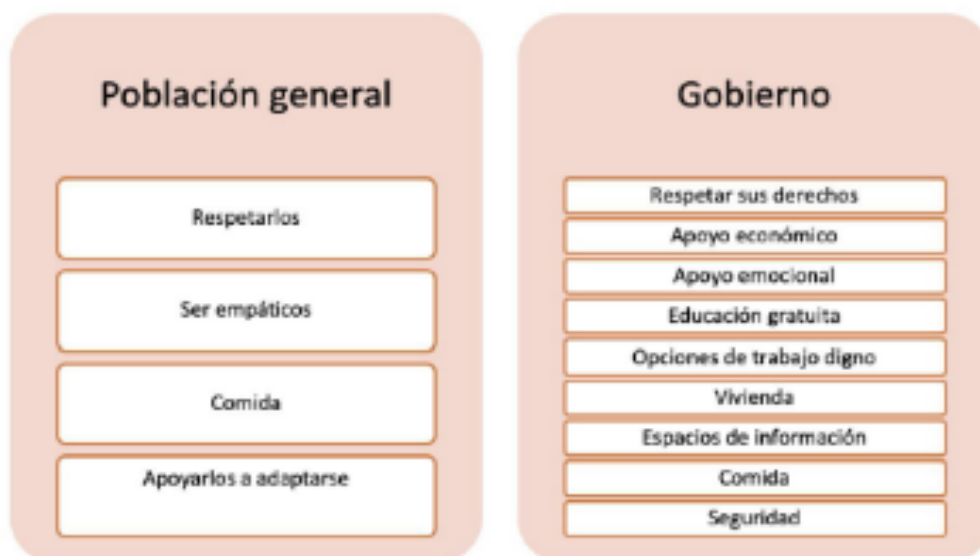 Población general
Respetarlos
Ser empáticos
Comida
Apoyarlos a adaptarse
Gobierno
Respetar sus derechos
Apoyo económico
Apoyo emocional
Educación gratuita
Opciones de trabajo digno
Vivienda
Espacios de información
Comida
Seguridad